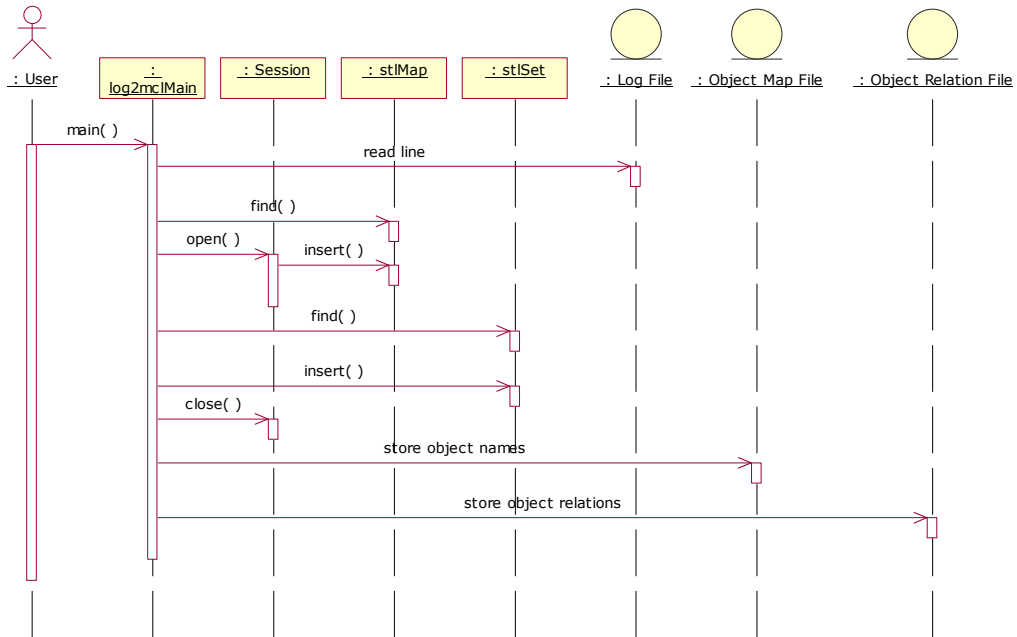 : User
:
log2mclMain
: Session
: stlMap
: stlSet
: Log File
: Object Map File
: Object Relation File
main( )
read line
find( )
open( )
insert( )
find( )
insert( )
close( )
store object names
store object relations